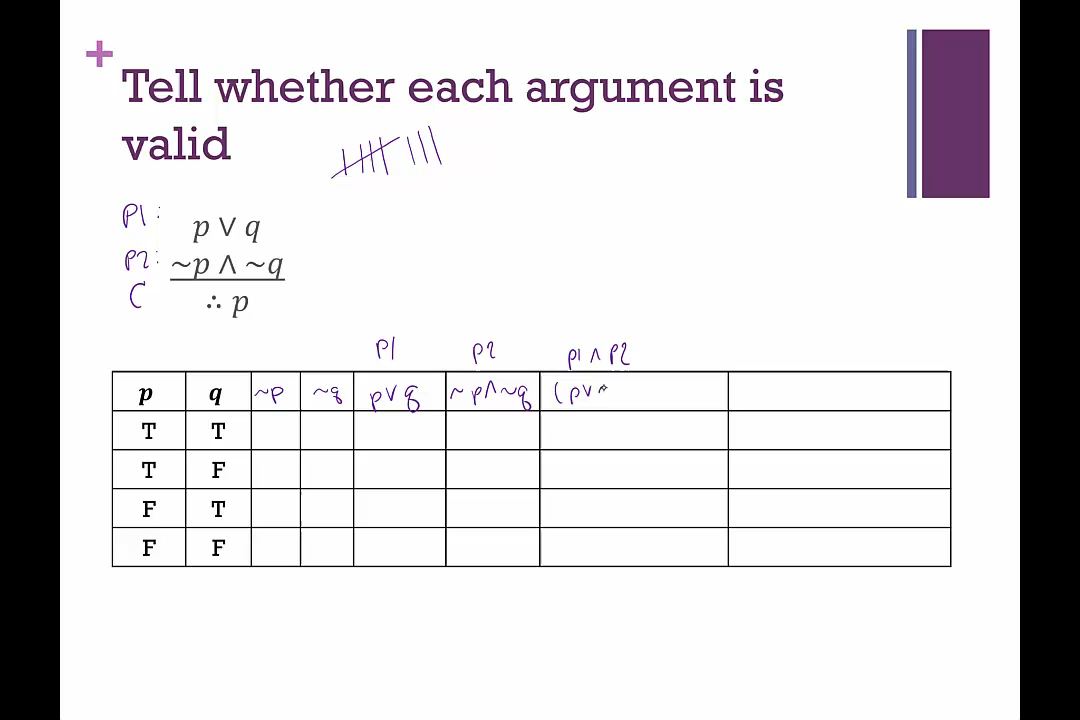 +
Tell whether each argument is
valid
P1: p ∨ q
P2: ~p ∧ ~q
C ∴ p
P1 P2 P1 ∧ P2
p q ~p ~q p ∨ q ~p ∧ ~q (p ∨
T T
T F
F T
F F